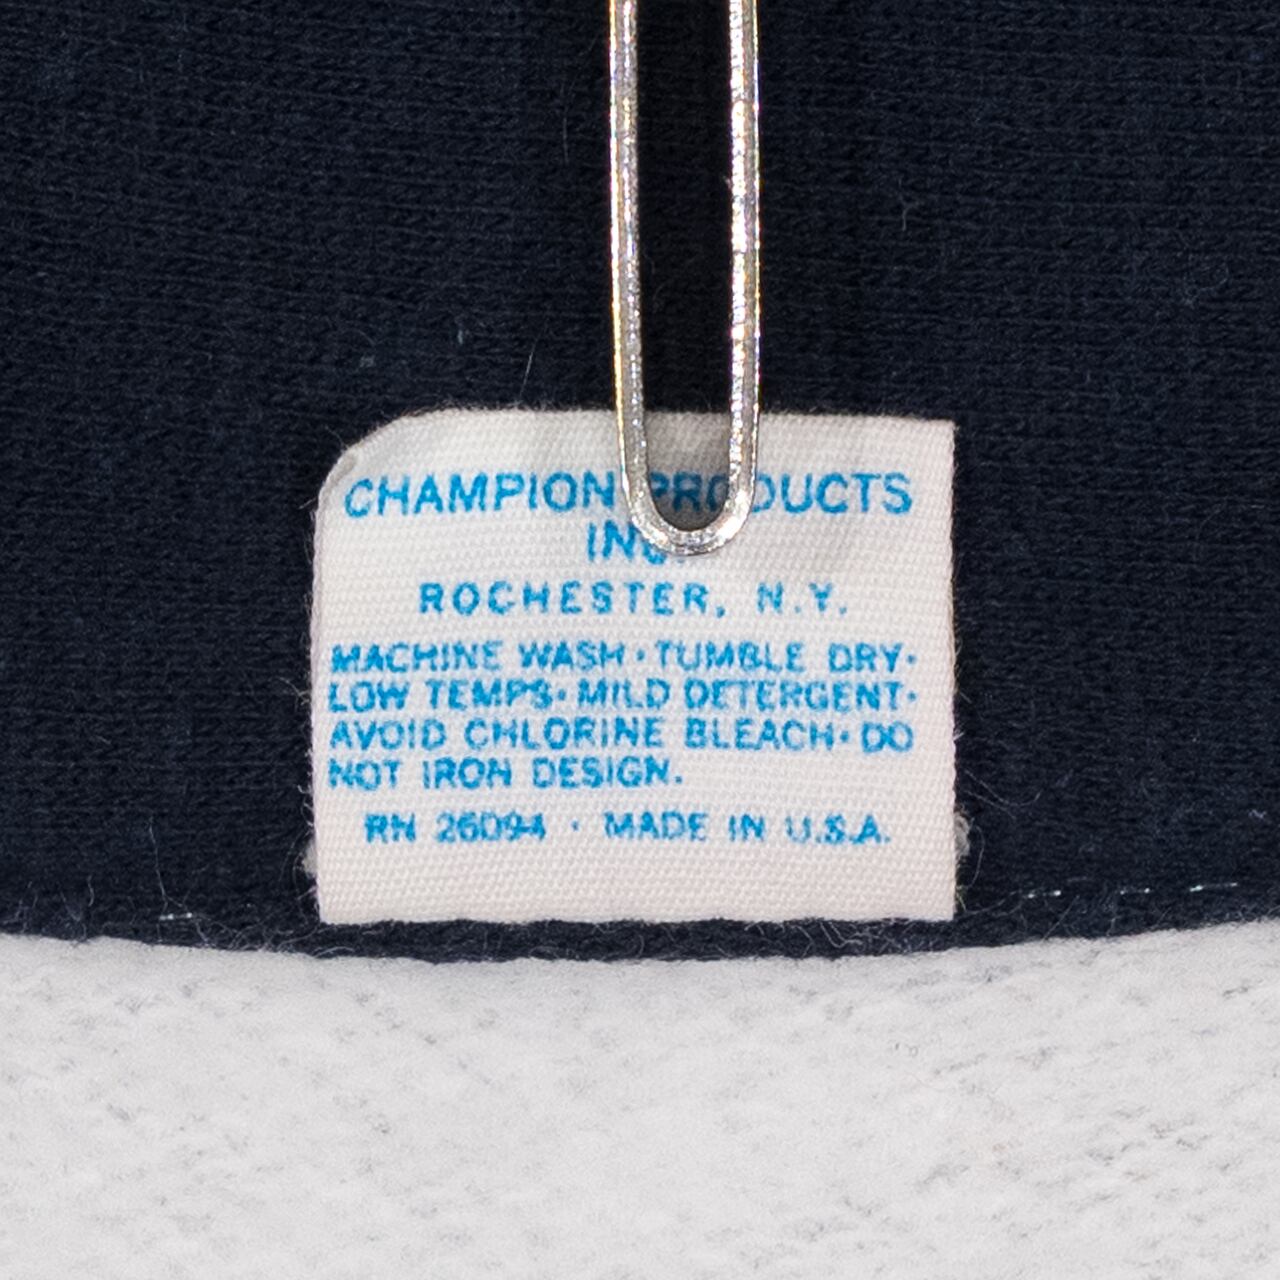 CHAMPION PRODUCTS
INC.
ROCHESTER, N.Y.
MACHINE WASH · TUMBLE DRY ·
LOW TEMPS · MILD DETERGENT ·
AVOID CHLORINE BLEACH · DO
NOT IRON DESIGN.
RN 26094 · MADE IN U.S.A.